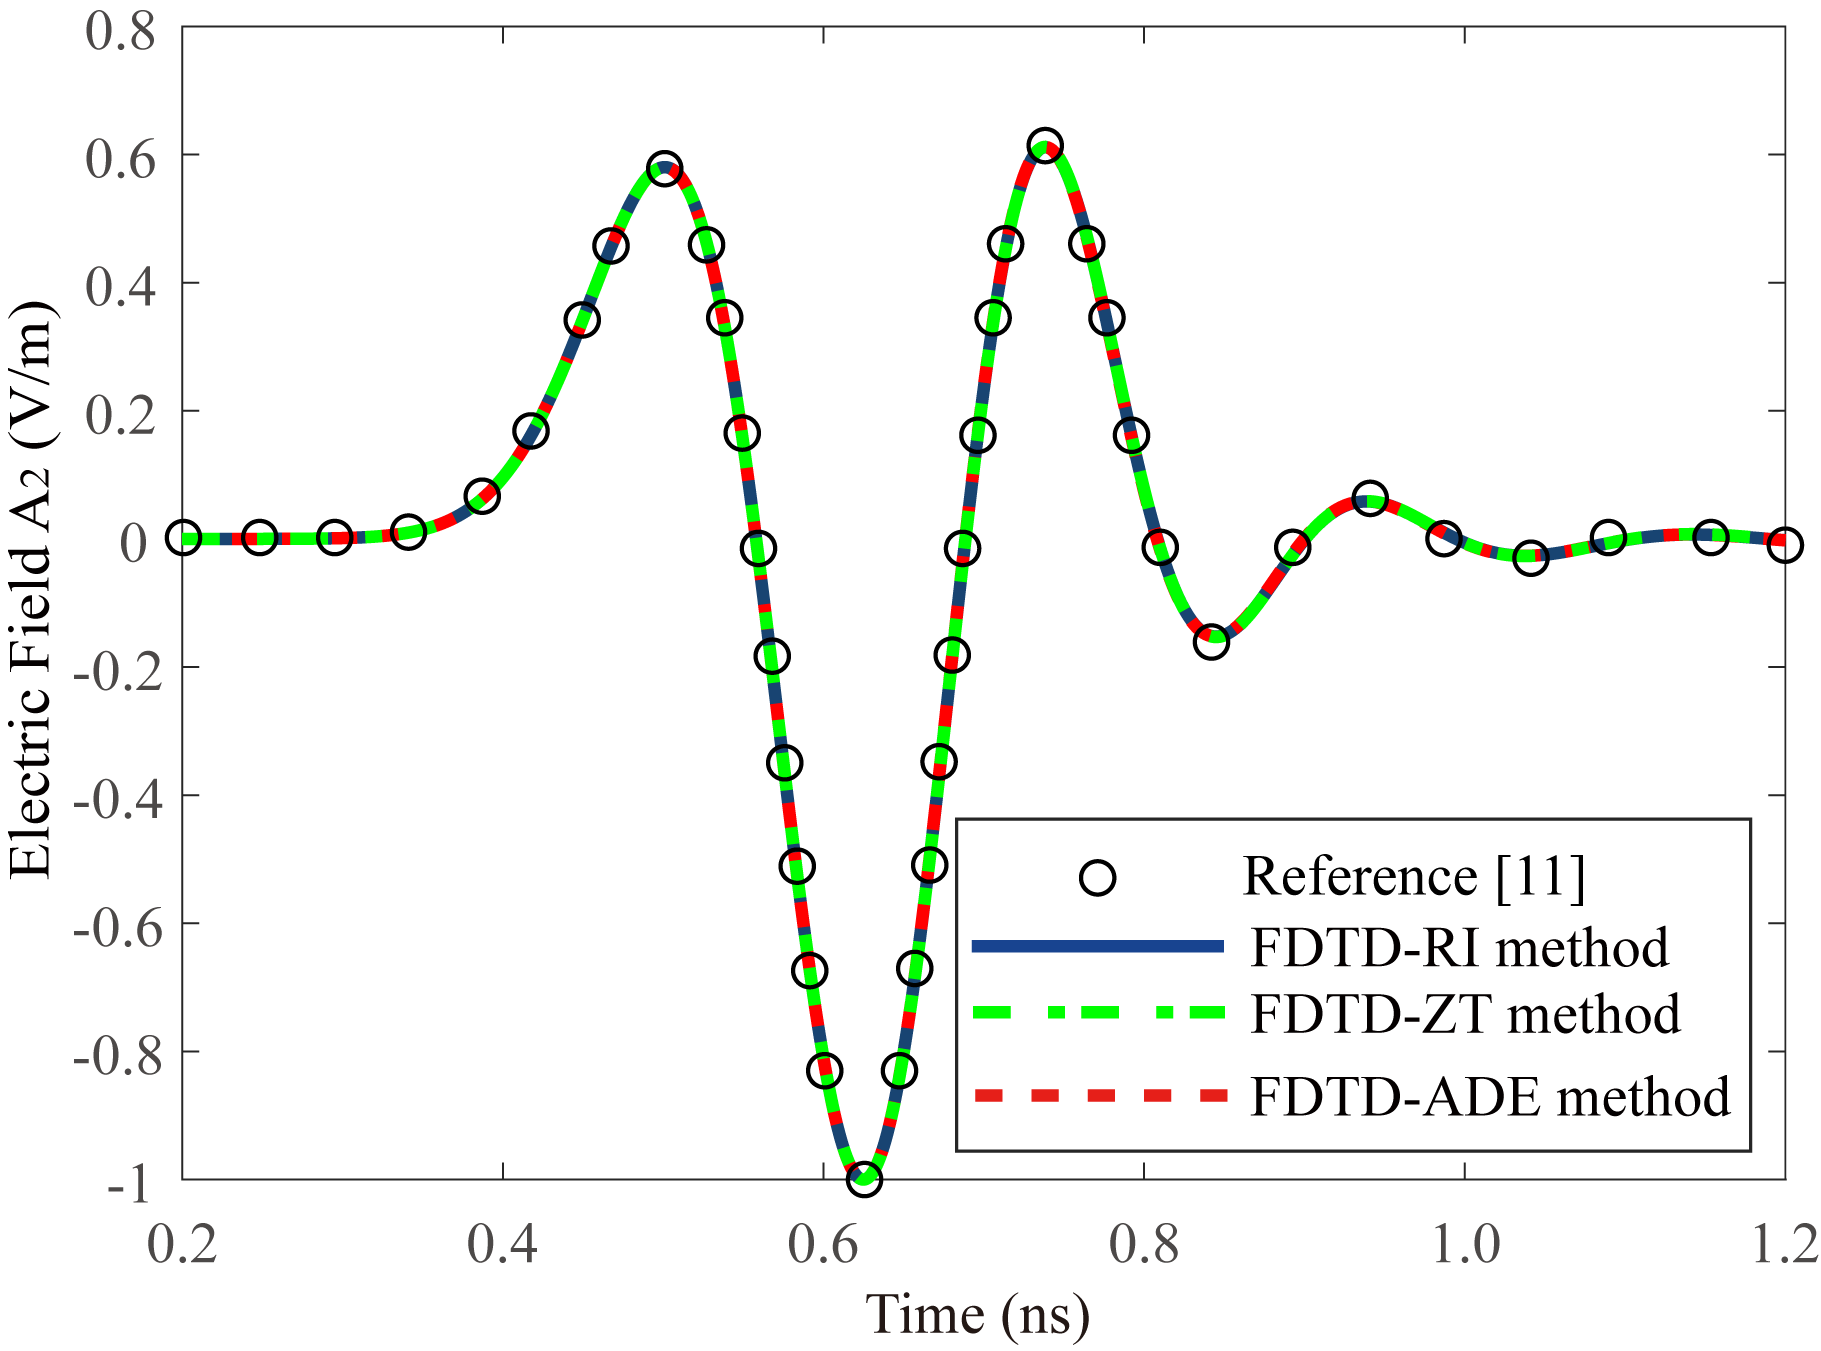 0.8
0.6
0.4
0.2
0
-0.2
-0.4
-0.6
-0.8
-1
Electric Field A2 (V/m)
Reference [11]
FDTD-RI method
FDTD-ZT method
FDTD-ADE method
0.2 0.4 0.6 0.8 1.0 1.2
Time (ns)